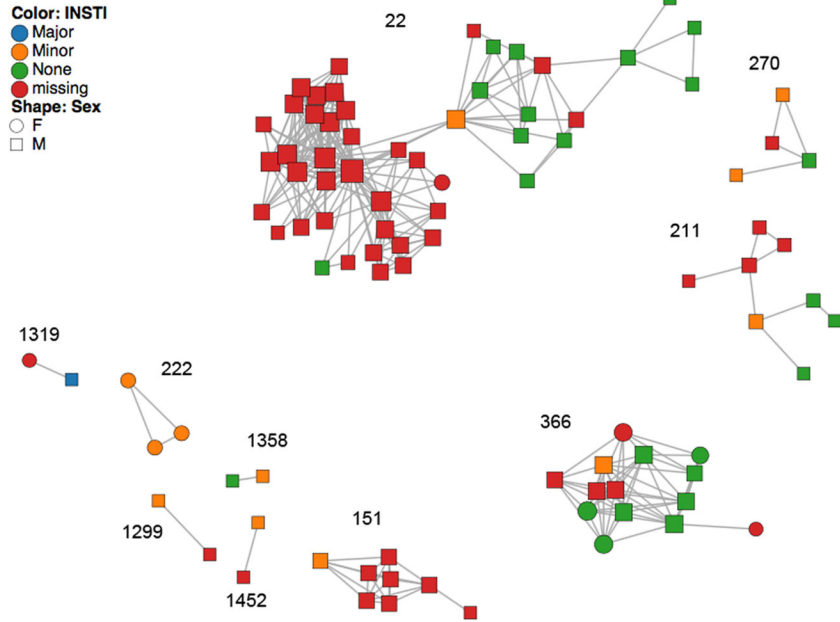 Color: INSTI
Major
Minor
None
missing
Shape: Sex
F
M
22
270
211
1319
222
366
1358
1299
151
1452